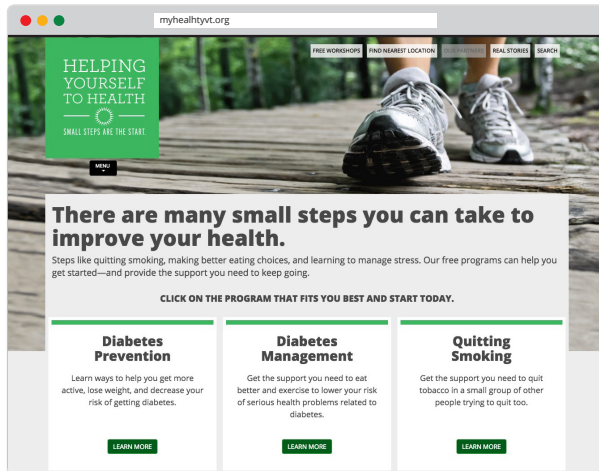 myhealhtyvt.org
FREE WORKSHOPS FIND NEAREST LOCATION OUR PARTNERS REAL STORIES SEARCH
HELPING
YOURSELF
TO HEALTH
SMALL STEPS ARE THE START.
MENU
There are many small steps you can take to
improve your health.
Steps like quitting smoking, making better eating choices, and learning to manage stress. Our free programs can help you
get started—and provide the support you need to keep going.
CLICK ON THE PROGRAM THAT FITS YOU BEST AND START TODAY.
Diabetes
Prevention
Learn ways to help you get more
active, lose weight, and decrease your
risk of getting diabetes.
LEARN MORE
Diabetes
Management
Get the support you need to eat
better and exercise to lower your risk
of serious health problems related to
diabetes.
LEARN MORE
Quitting
Smoking
Get the support you need to quit
tobacco in a small group of other
people trying to quit too.
LEARN MORE